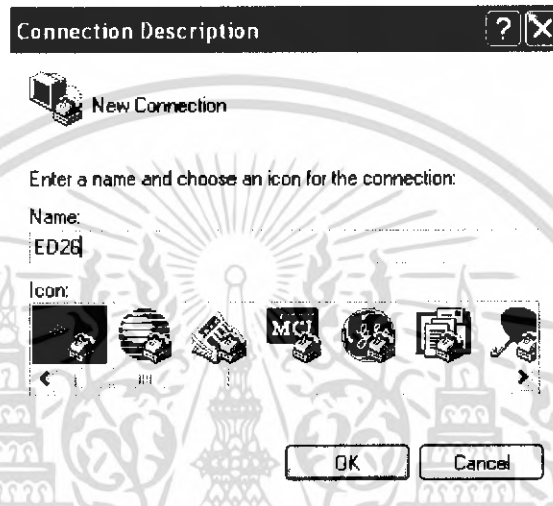 Connection Description
New Connection
Enter a name and choose an icon for the connection:
Name:
ED26
Icon:
MCI
OK
Cancel